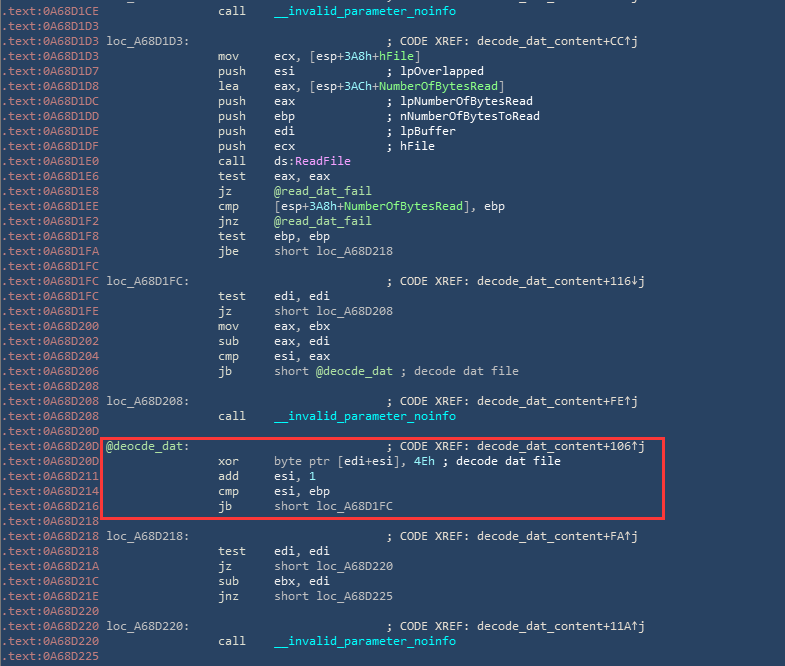 .text:0A68D1CE call __invalid_parameter_noinfo
.text:0A68D1D3
.text:0A68D1D3 loc_A68D1D3: ; CODE XREF: decode_dat_content+CC↑j
.text:0A68D1D3 mov ecx, [esp+3A8h+hFile]
.text:0A68D1D7 push esi ; lpOverlapped
.text:0A68D1D8 lea eax, [esp+3ACh+NumberOfBytesRead]
.text:0A68D1DC push eax ; lpNumberOfBytesRead
.text:0A68D1DD push ebp ; nNumberOfBytesToRead
.text:0A68D1DE push edi ; lpBuffer
.text:0A68D1DF push ecx ; hFile
.text:0A68D1E0 call ds:ReadFile
.text:0A68D1E6 test eax, eax
.text:0A68D1E8 jz @read_dat_fail
.text:0A68D1EE cmp [esp+3A8h+NumberOfBytesRead], ebp
.text:0A68D1F2 jnz @read_dat_fail
.text:0A68D1F8 test ebp, ebp
.text:0A68D1FA jbe short loc_A68D218
.text:0A68D1FC
.text:0A68D1FC loc_A68D1FC: ; CODE XREF: decode_dat_content+116↓j
.text:0A68D1FC test edi, edi
.text:0A68D1FE jz short loc_A68D208
.text:0A68D200 mov eax, ebx
.text:0A68D202 sub eax, edi
.text:0A68D204 cmp esi, eax
.text:0A68D206 jb short @deocde_dat ; decode dat file
.text:0A68D208
.text:0A68D208 loc_A68D208: ; CODE XREF: decode_dat_content+FE↑j
.text:0A68D208 call __invalid_parameter_noinfo
.text:0A68D20D
.text:0A68D20D @deocde_dat: ; CODE XREF: decode_dat_content+106↑j
.text:0A68D20D xor byte ptr [edi+esi], 4Eh ; decode dat file
.text:0A68D211 add esi, 1
.text:0A68D214 cmp esi, ebp
.text:0A68D216 jb short loc_A68D1FC
.text:0A68D218
.text:0A68D218 loc_A68D218: ; CODE XREF: decode_dat_content+FA↑j
.text:0A68D218 test edi, edi
.text:0A68D21A jz short loc_A68D220
.text:0A68D21C sub ebx, edi
.text:0A68D21E jnz short loc_A68D225
.text:0A68D220
.text:0A68D220 loc_A68D220: ; CODE XREF: decode_dat_content+11A↑j
.text:0A68D220 call __invalid_parameter_noinfo
.text:0A68D225